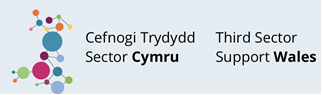 Cefnogi Trydydd
Sector Cymru
Third Sector
Support Wales